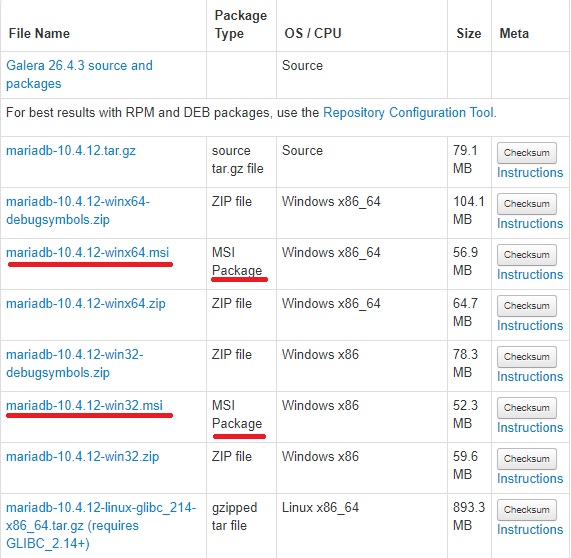 File Name Package Type OS / CPU Size Meta
Galera 26.4.3 source and packages Source
For best results with RPM and DEB packages, use the Repository Configuration Tool.
mariadb-10.4.12.tar.gz source tar.gz file Source 79.1 MB Checksum Instructions
mariadb-10.4.12-winx64-debugsymbols.zip ZIP file Windows x86_64 104.1 MB Checksum Instructions
mariadb-10.4.12-winx64.msi MSI Package Windows x86_64 56.9 MB Checksum Instructions
mariadb-10.4.12-winx64.zip ZIP file Windows x86_64 64.7 MB Checksum Instructions
mariadb-10.4.12-win32-debugsymbols.zip ZIP file Windows x86 78.3 MB Checksum Instructions
mariadb-10.4.12-win32.msi MSI Package Windows x86 52.3 MB Checksum Instructions
mariadb-10.4.12-win32.zip ZIP file Windows x86 59.6 MB Checksum Instructions
mariadb-10.4.12-linux-glibc_214-x86_64.tar.gz (requires GLIBC_2.14+) gzipped tar file Linux x86_64 893.3 MB Checksum Instructions